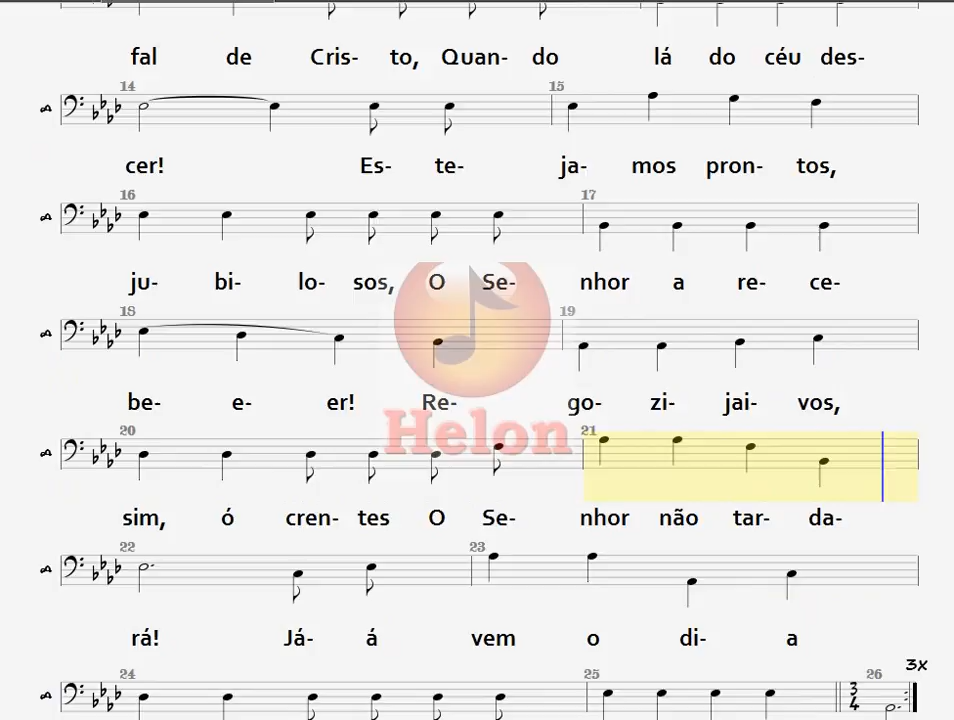 fal de Cris- to, Quan- do lá do céu des-
14 15
cer! Es- te- ja- mos pron- tos,
16 17
ju- bi- lo- sos, O Se- nhor a re- ce-
18 19
be- e- er! Re- go- zi- jai- vos,
Helon
20 21
sim, ó cren- tes O Se- nhor não tar- da-
22 23
rá! Já- á vem o di- a
3x
24 25 26
3
4